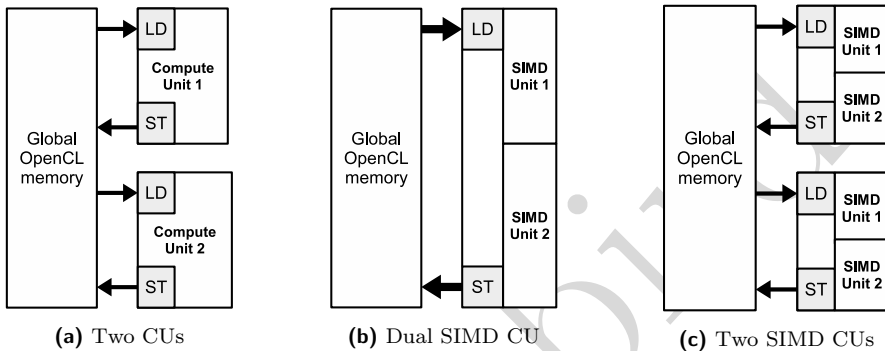 Global
OpenCL
memory
LD
Compute
Unit 1
ST
LD
Compute
Unit 2
ST
(a) Two CUs
Global
OpenCL
memory
LD
SIMD
Unit 1
SIMD
Unit 2
ST
(b) Dual SIMD CU
Global
OpenCL
memory
LD
SIMD
Unit 1
SIMD
Unit 2
ST
LD
SIMD
Unit 1
SIMD
Unit 2
ST
(c) Two SIMD CUs